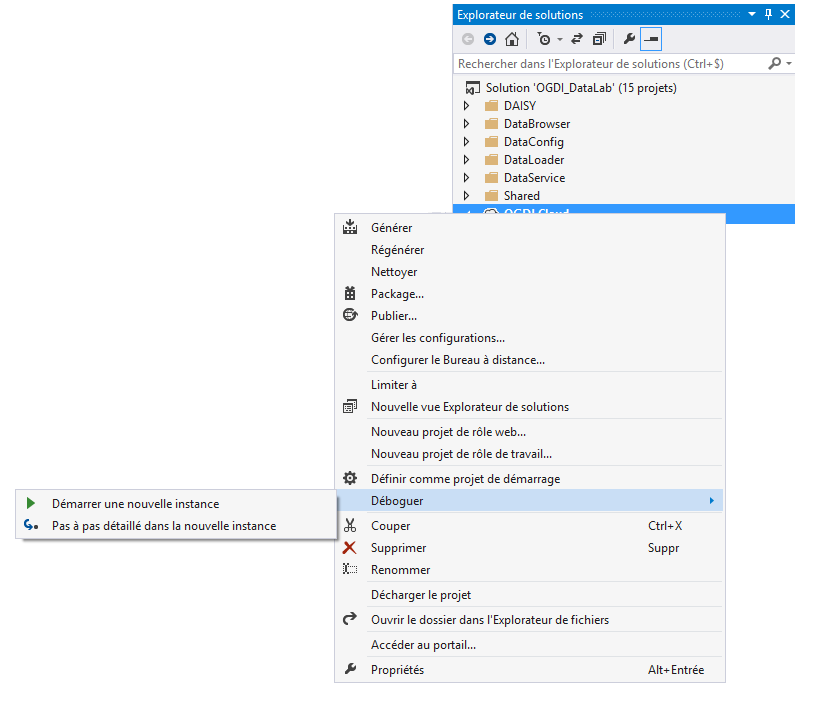 Explorateur de solutions
Rechercher dans l'Explorateur de solutions (Ctrl+$)
Solution 'OGDI_DataLab' (15 projets)
DAISY
DataBrowser
DataConfig
DataLoader
DataService
Shared
OGDI.Cloud
Générer
Régénérer
Nettoyer
Package...
Publier...
Gérer les configurations...
Configurer le Bureau à distance...
Limiter à
Nouvelle vue Explorateur de solutions
Nouveau projet de rôle web...
Nouveau projet de rôle de travail...
Définir comme projet de démarrage
Déboguer
Démarrer une nouvelle instance
Pas à pas détaillé dans la nouvelle instance
Couper Ctrl+X
Supprimer Suppr
Renommer
Décharger le projet
Ouvrir le dossier dans l'Explorateur de fichiers
Accéder au portail...
Propriétés Alt+Entrée